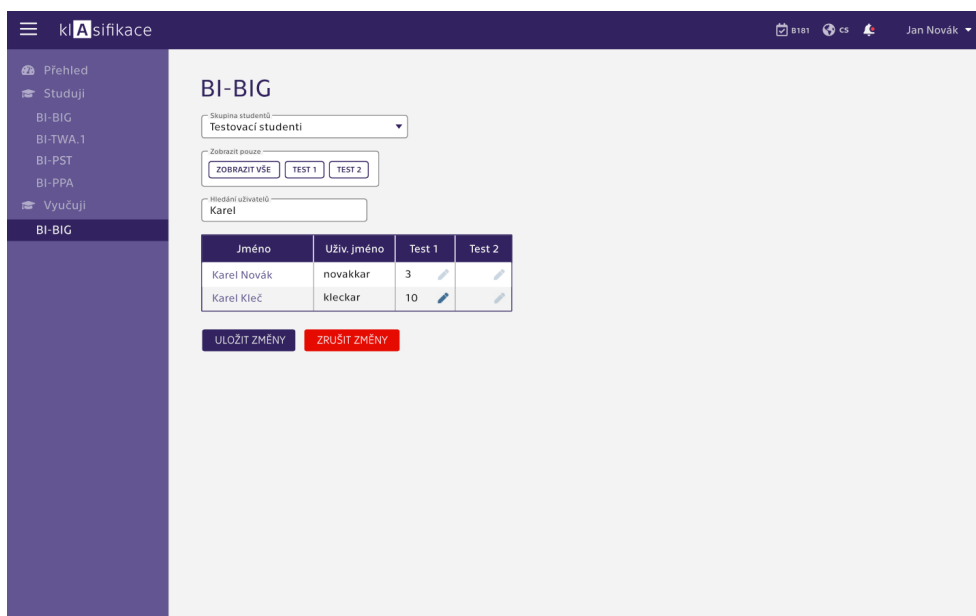 klAsifikace
B181 CS Jan Novák
Přehled
Studuji
BI-BIG
BI-TWA.1
BI-PST
BI-PPA
Vyučuji
BI-BIG
BI-BIG
Skupina studentů
Testovací studenti
Zobrazit pouze
ZOBRAZIT VŠE TEST 1 TEST 2
Hledání uživatelů
Karel
Jméno Uživ. jméno Test 1 Test 2
Karel Novák novakkar 3
Karel Kleč kleckar 10
ULOŽIT ZMĚNY ZRUŠIT ZMĚNY